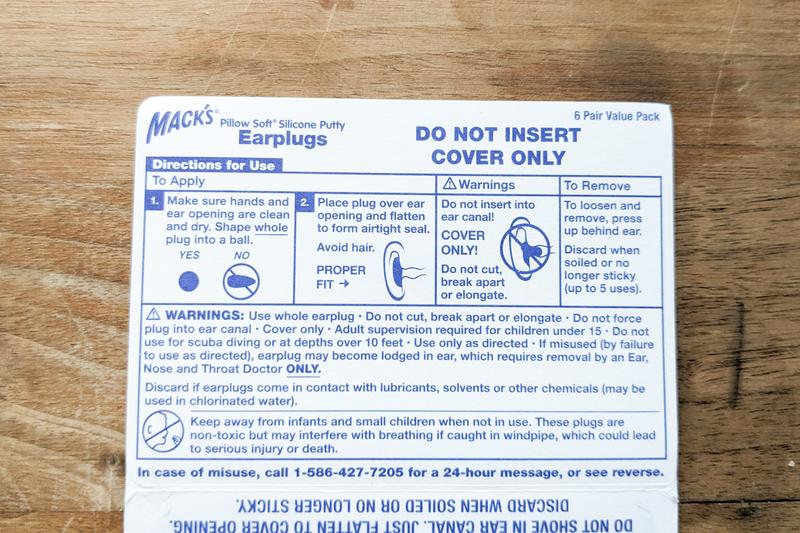 MACK'S® Pillow Soft® Silicone Putty
Earplugs
6 Pair Value Pack
DO NOT INSERT
COVER ONLY
Directions for Use
To Apply
1. Make sure hands and
ear opening are clean
and dry. Shape whole
plug into a ball.
YES NO
2. Place plug over ear
opening and flatten
to form airtight seal.
Avoid hair.
PROPER
FIT →
⚠ Warnings
Do not insert into
ear canal!
COVER
ONLY!
Do not cut,
break apart
or elongate.
To Remove
To loosen and
remove, press
up behind ear.
Discard when
soiled or no
longer sticky
(up to 5 uses).
⚠ WARNINGS: Use whole earplug · Do not cut, break apart or elongate · Do not force
plug into ear canal · Cover only · Adult supervision required for children under 15 · Do not
use for scuba diving or at depths over 10 feet · Use only as directed · If misused (by failure
to use as directed), earplug may become lodged in ear, which requires removal by an Ear,
Nose and Throat Doctor ONLY.
Discard if earplugs come in contact with lubricants, solvents or other chemicals (may be
used in chlorinated water).
Keep away from infants and small children when not in use. These plugs are
non-toxic but may interfere with breathing if caught in windpipe, which could lead
to serious injury or death.
In case of misuse, call 1-586-427-7205 for a 24-hour message, or see reverse.
DO NOT SHOVE IN EAR CANAL. JUST FLATTEN TO COVER OPENING.
DISCARD WHEN SOILED OR NO LONGER STICKY.